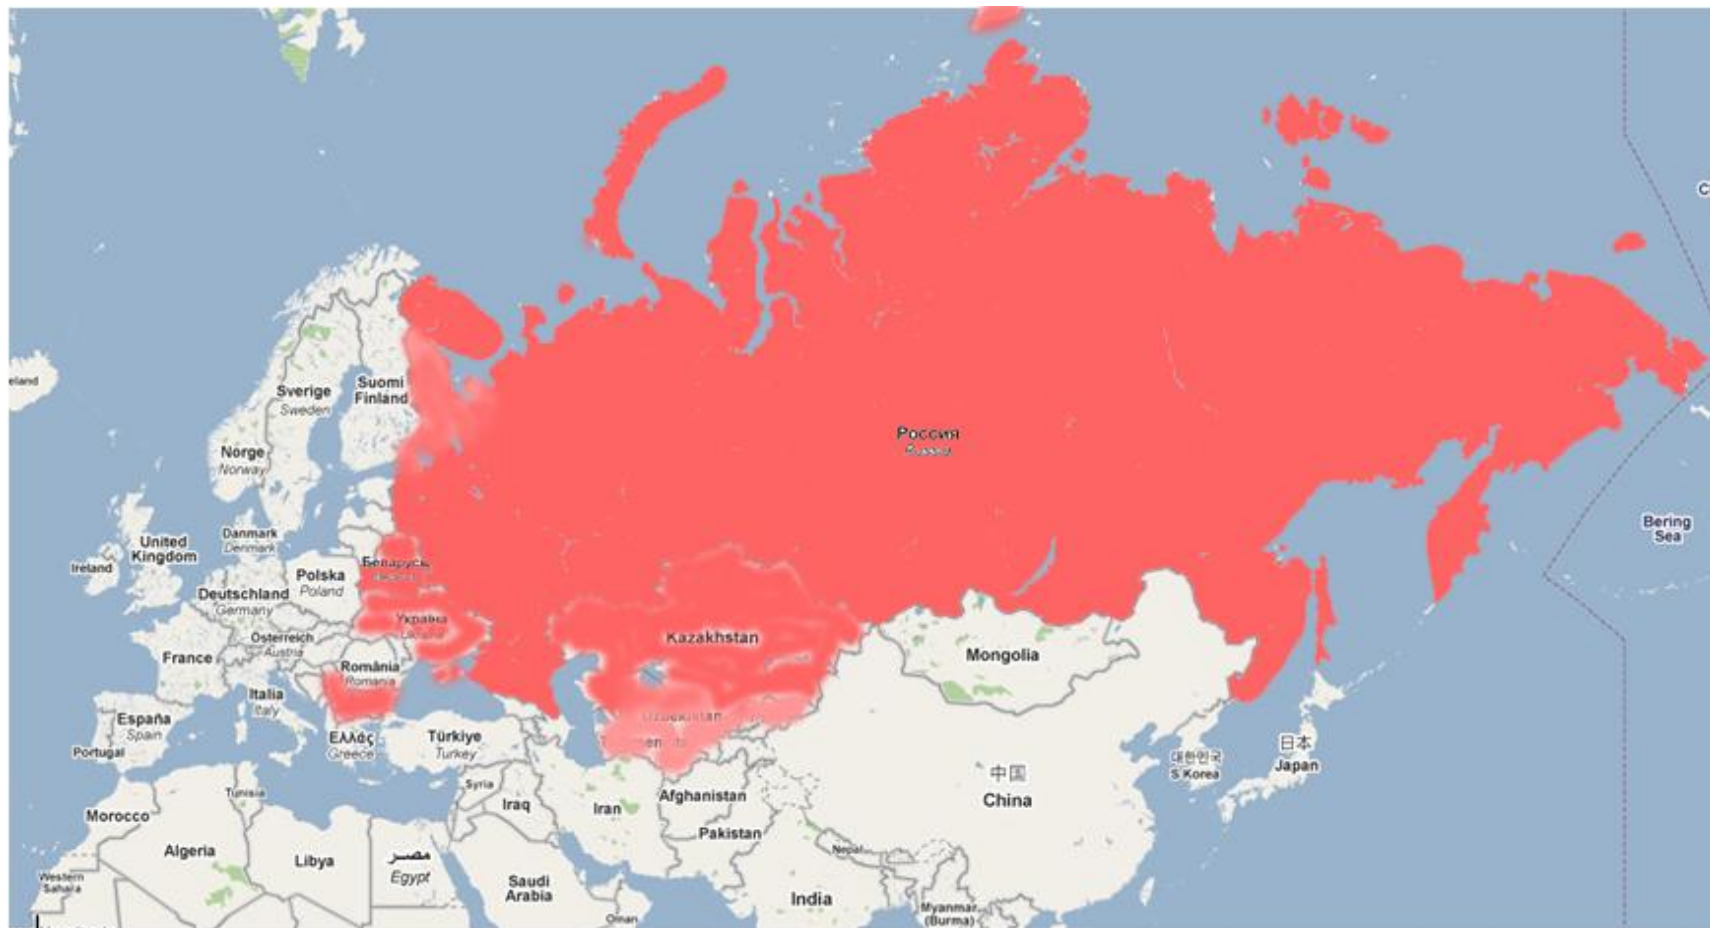 eland
Sverige
Sweden
Suomi
Finland
Norge
Norway
Россия
Russia
Bering
Sea
C
Danmark
Denmark
United
Kingdom
Ireland
Беларусь
Polska
Poland
Deutschland
Germany
Україна
Ukraine
Österreich
Austria
France
Kazakhstan
Mongolia
România
Romania
Italia
Italy
España
Spain
Portugal
Ελλάς
Greece
Türkiye
Turkey
Uzbekistan
中国
China
대한민국
S Korea
日本
Japan
Syria
Iraq
Iran
Afghanistan
Pakistan
Tunisia
Morocco
Algeria
Libya
مصر
Egypt
Nepal
Western
Sahara
Saudi
Arabia
Oman
India
Myanmar
(Burma)